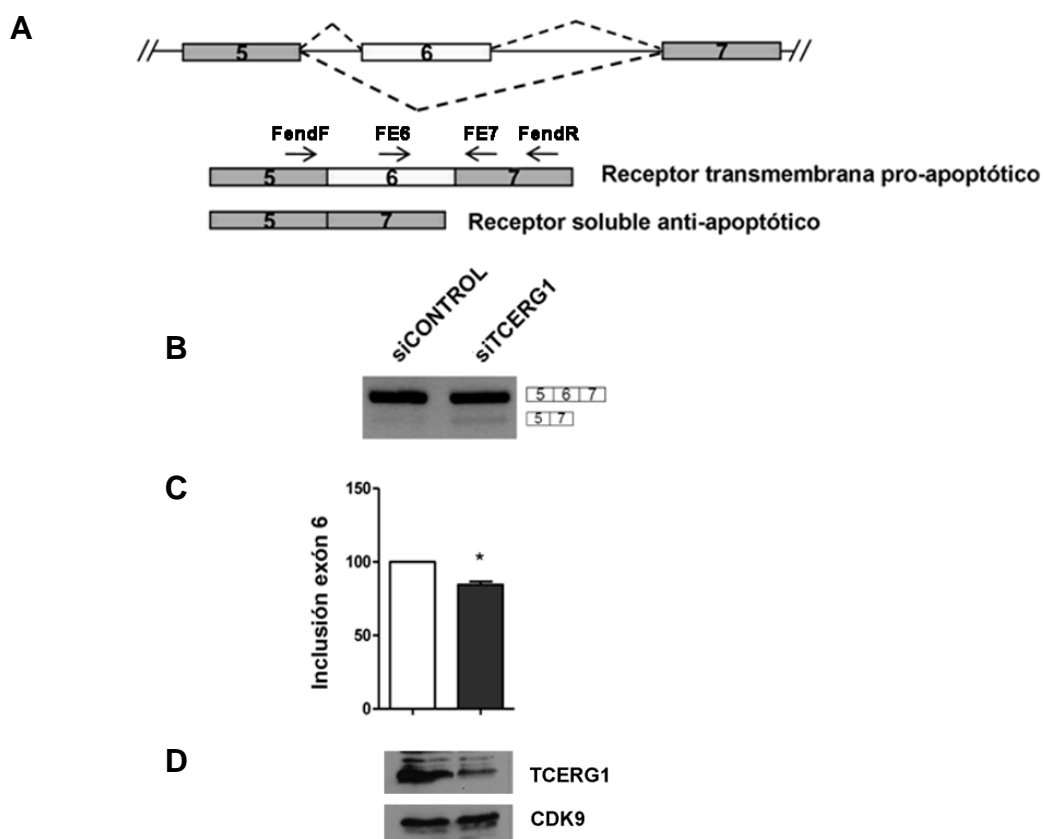 A
// 5 6 7 //
FendF FE6 FE7 FendR
5 6 7 Receptor transmembrana pro-apoptótico
5 7 Receptor soluble anti-apoptótico
siCONTROL siTCERG1
B
5 6 7
5 7
C
Inclusión exón 6
150
100
50
0
*
D
TCERG1
CDK9